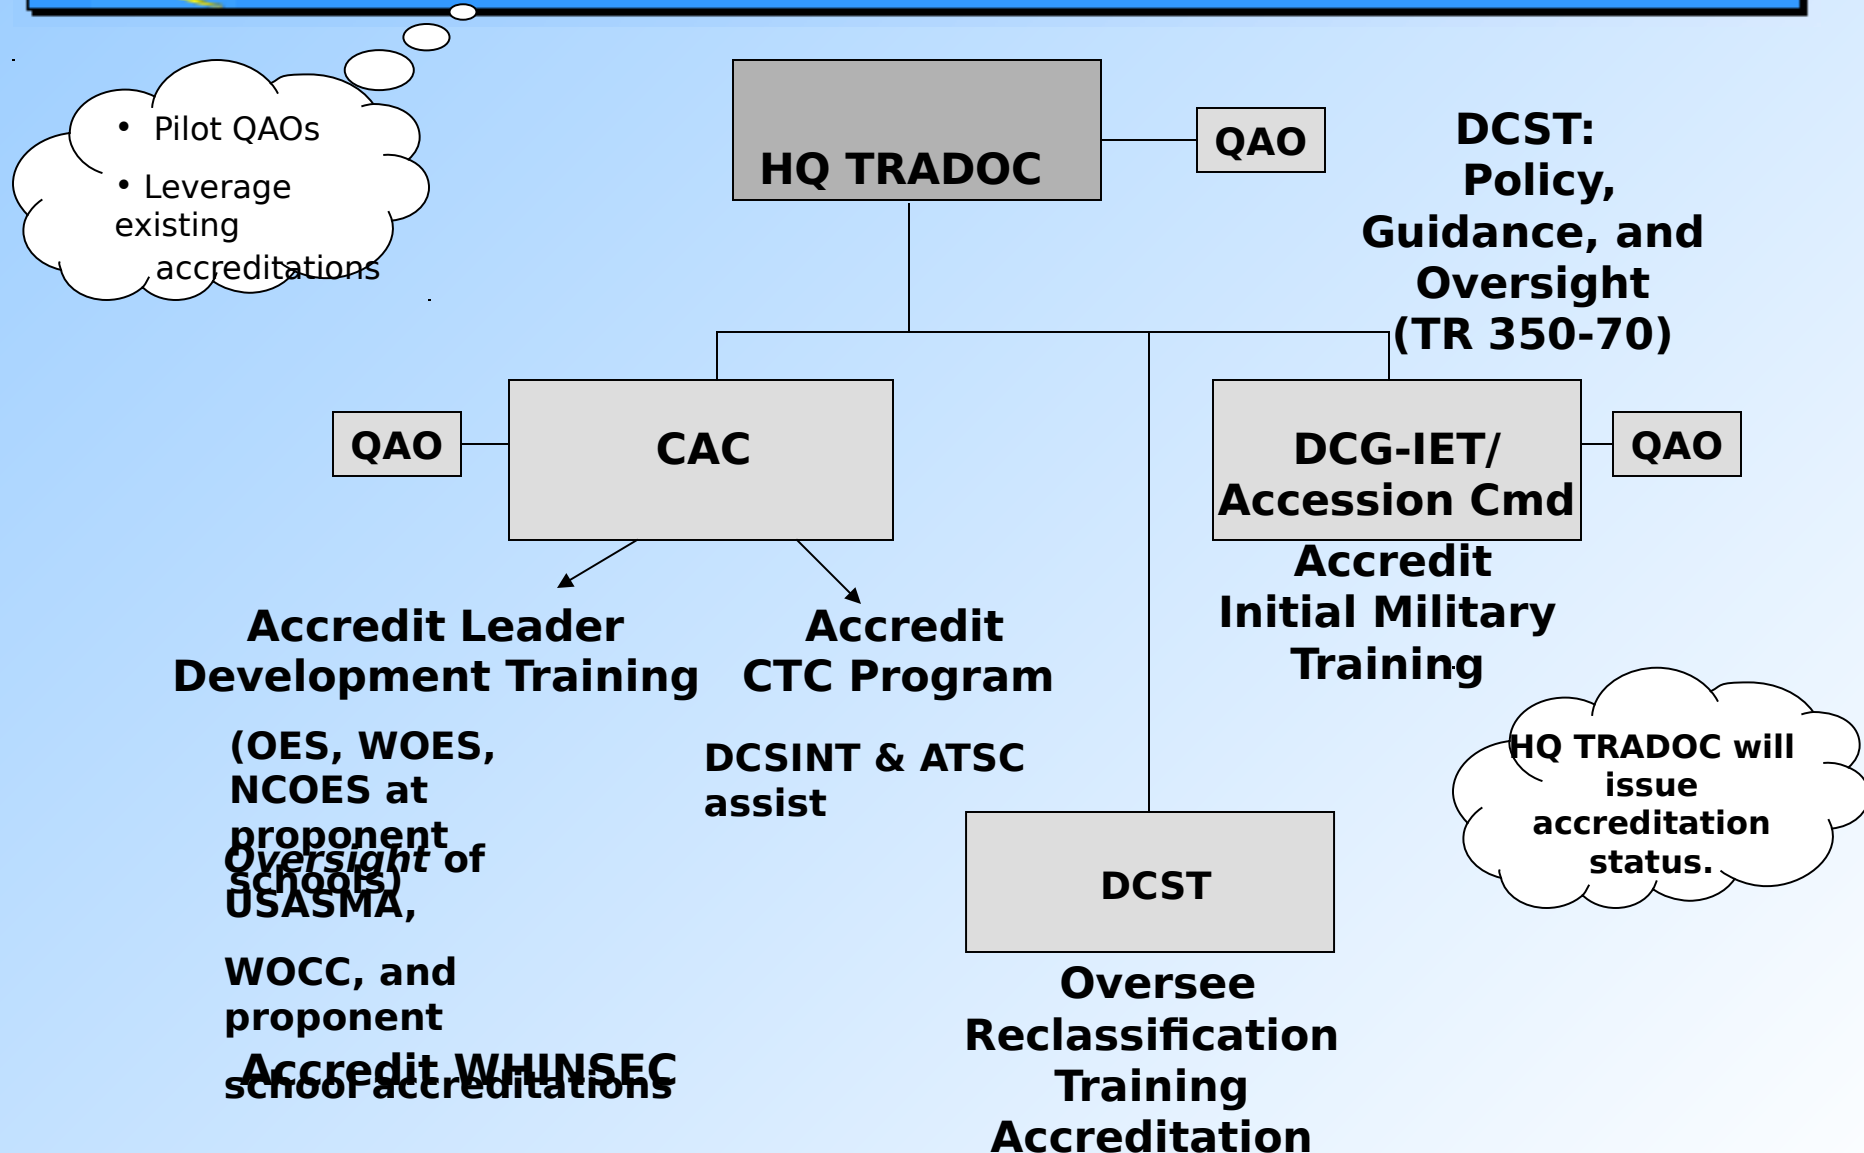 • Pilot QAOs
• Leverage
existing
accreditations
HQ TRADOC
QAO
DCST:
Policy,
Guidance, and
Oversight
(TR 350-70)
QAO
CAC
DCG-IET/
Accession Cmd
QAO
Accredit Leader
Development Training
Accredit
CTC Program
Accredit
Initial Military
Training
(OES, WOES,
NCOES at
proponent
schools)
Oversight of
USASMA,
WOCC, and
proponent
school accreditations
Accredit WHINSEC
DCSINT & ATSC
assist
HQ TRADOC will
issue
accreditation
status.
DCST
Oversee
Reclassification
Training
Accreditation